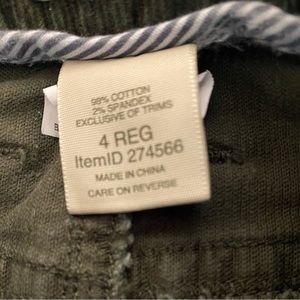 98% COTTON
2% SPANDEX
EXCLUSIVE OF TRIMS
4 REG
ItemID 274566
MADE IN CHINA
CARE ON REVERSE